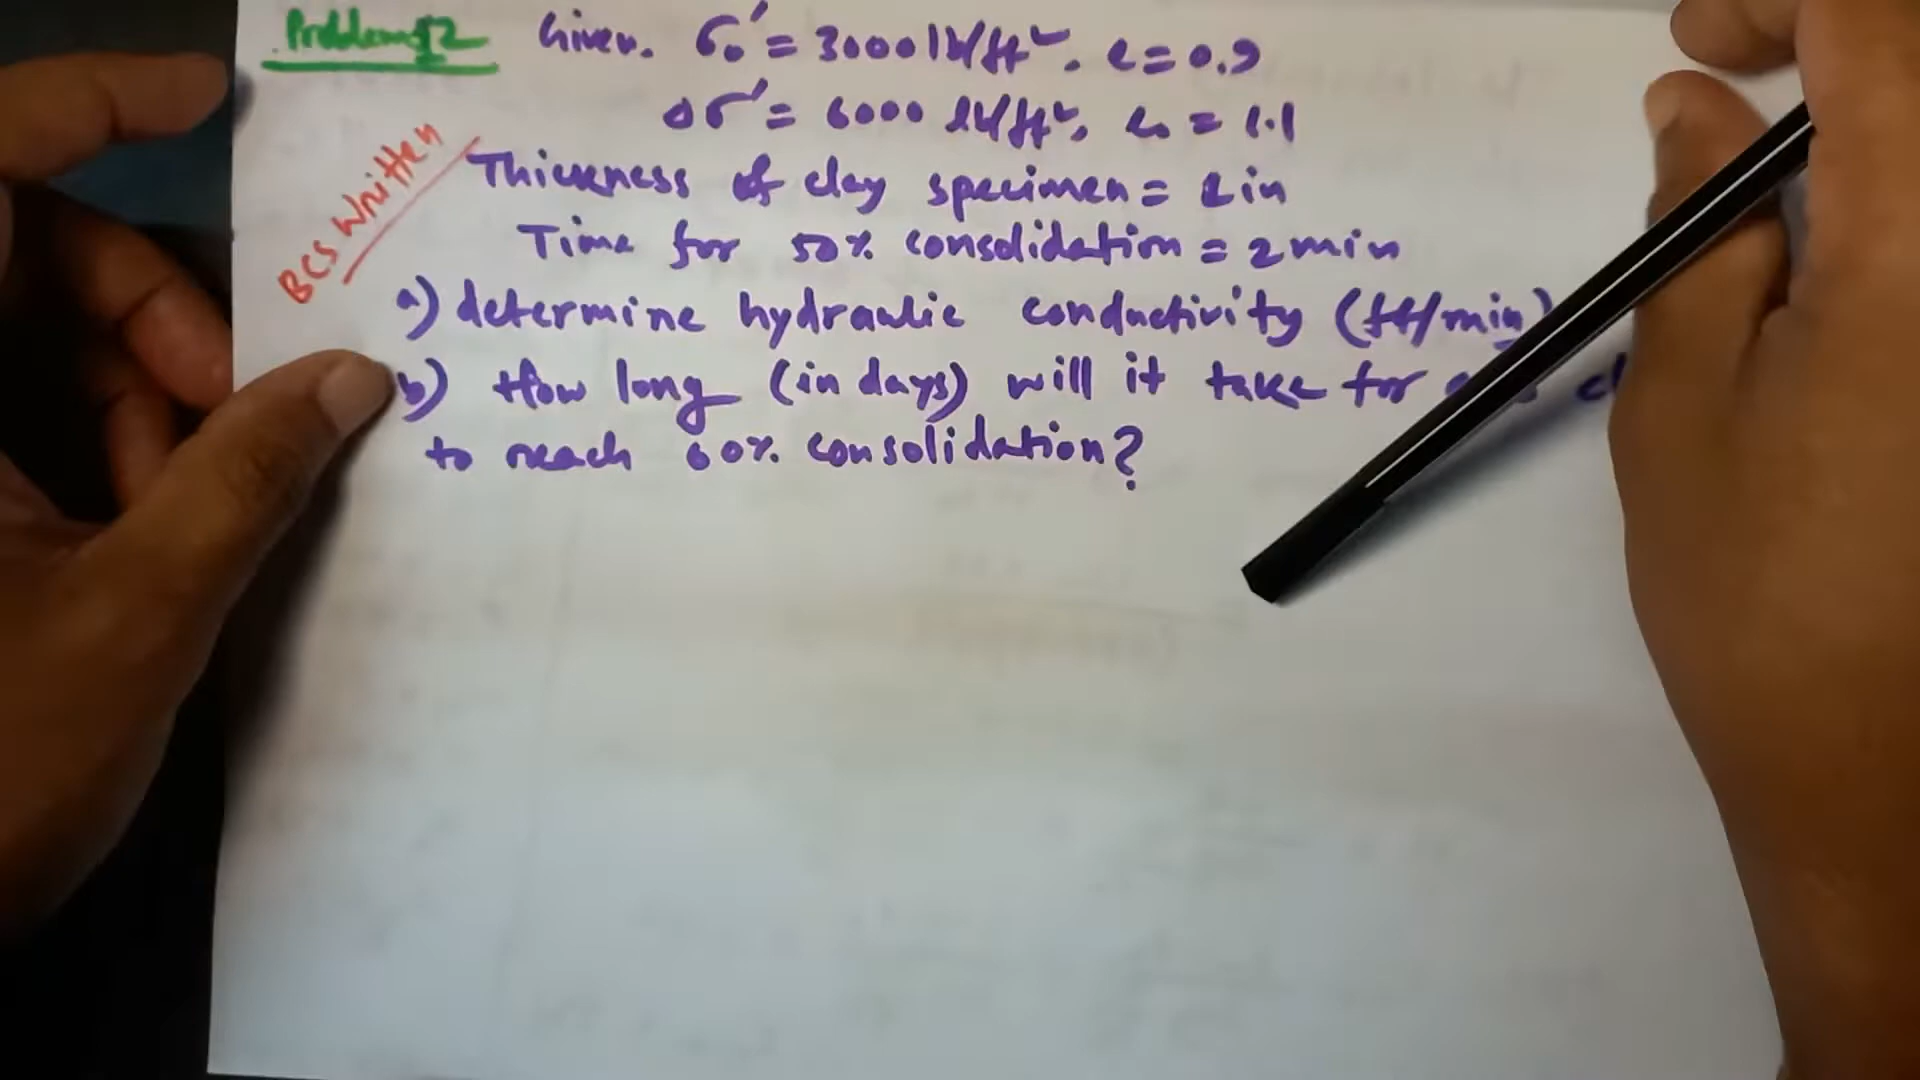 Problem 2 Given. σ₀' = 3000 lb/ft², e = 0.9
Δσ' = 6000 lb/ft², e₀ = 1.1
BCS Written
Thickness of clay specimen = 1 in
Time for 50% consolidation = 2 min
a) determine hydraulic conductivity (ft/min)
b) How long (in days) will it take for
to reach 60% consolidation?